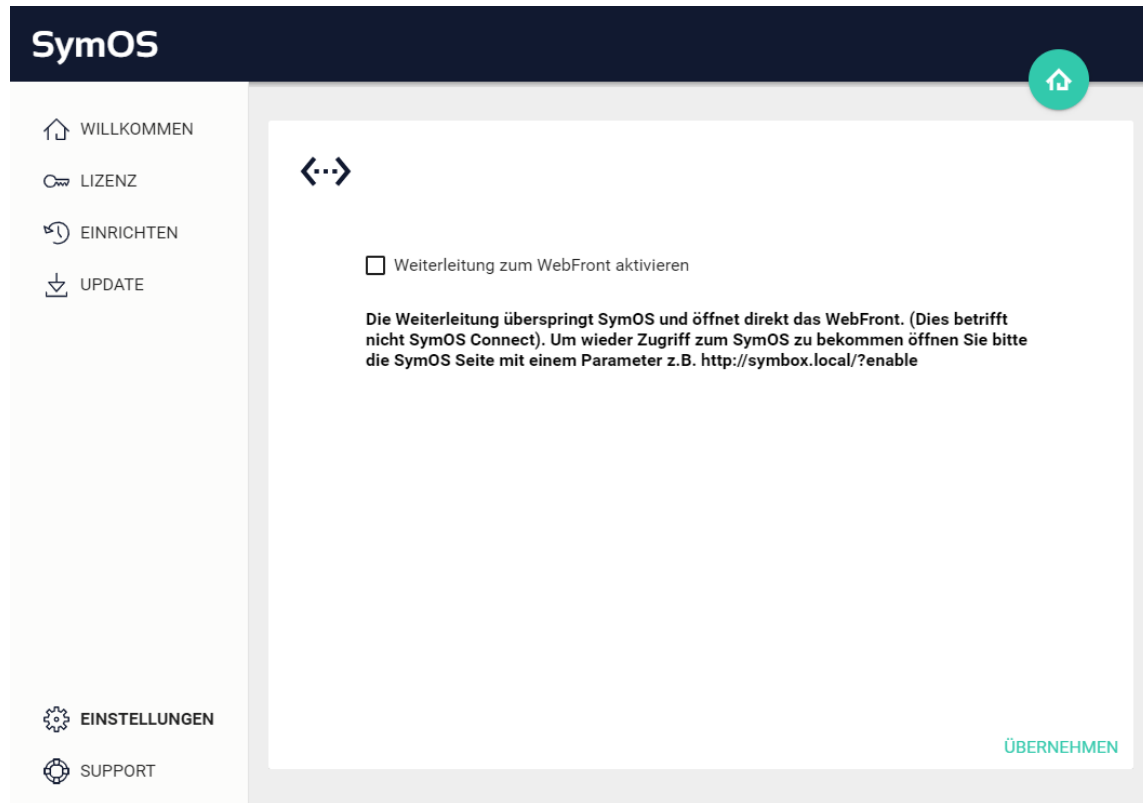 SymOS
WILLKOMMEN
LIZENZ
EINRICHTEN
UPDATE
Weiterleitung zum WebFront aktivieren
Die Weiterleitung überspringt SymOS und öffnet direkt das WebFront. (Dies betrifft
nicht SymOS Connect). Um wieder Zugriff zum SymOS zu bekommen öffnen Sie bitte
die SymOS Seite mit einem Parameter z.B. http://symbox.local/?enable
EINSTELLUNGEN
SUPPORT
ÜBERNEHMEN